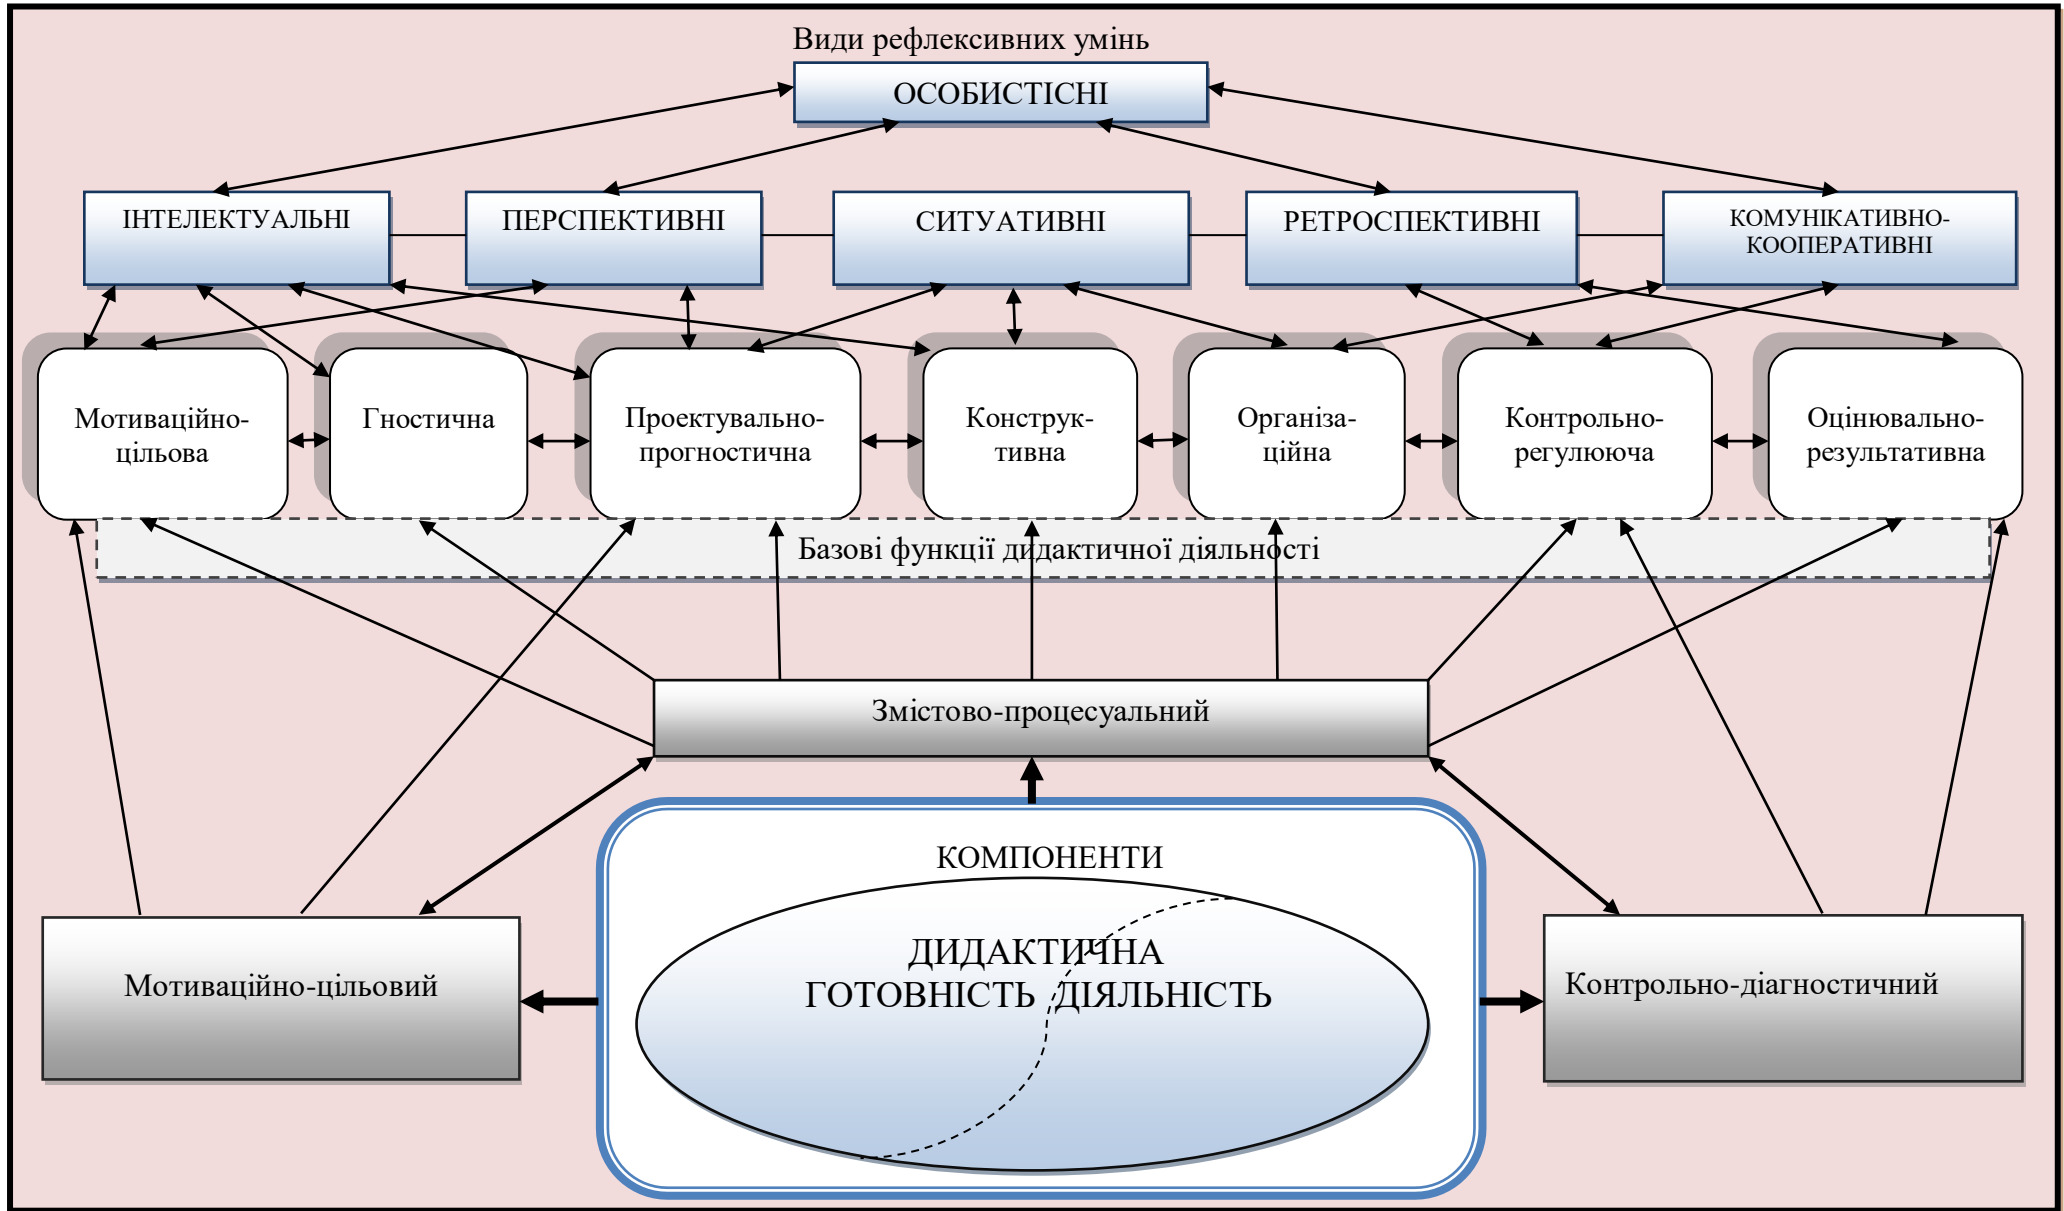 Види рефлексивних умінь
ОСОБИСТІСНІ
ІНТЕЛЕКТУАЛЬНІ
ПЕРСПЕКТИВНІ
СИТУАТИВНІ
РЕТРОСПЕКТИВНІ
КОМУНІКАТИВНО-
КООПЕРАТИВНІ
Мотиваційно-
цільова
Гностична
Проектувально-
прогностична
Конструк-
тивна
Організа-
ційна
Контрольно-
регулююча
Оцінювально-
результативна
Базові функції дидактичної діяльності
Змістово-процесуальний
КОМПОНЕНТИ
ДИДАКТИЧНА
ГОТОВНІСТЬ ДІЯЛЬНІСТЬ
Мотиваційно-цільовий
Контрольно-діагностичний